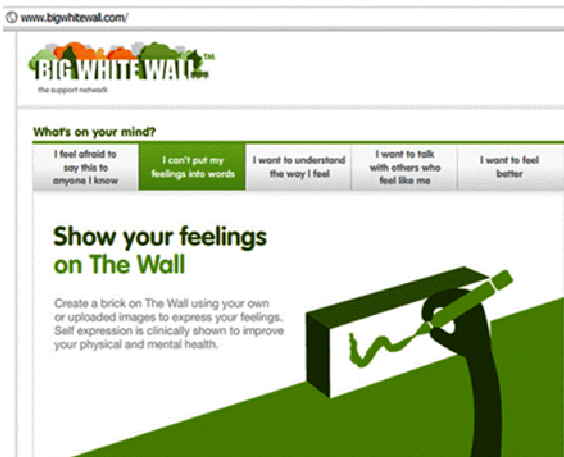 www.bigwhitewall.com/
BIG WHITE WALL™
the support network
What's on your mind?
I feel afraid to
say this to
anyone I know
I can't put my
feelings into words
I want to understand
the way I feel
I want to talk
with others who
feel like me
I want to feel
better
Show your feelings
on The Wall
Create a brick on The Wall using your own
or uploaded images to express your feelings.
Self expression is clinically shown to improve
your physical and mental health.